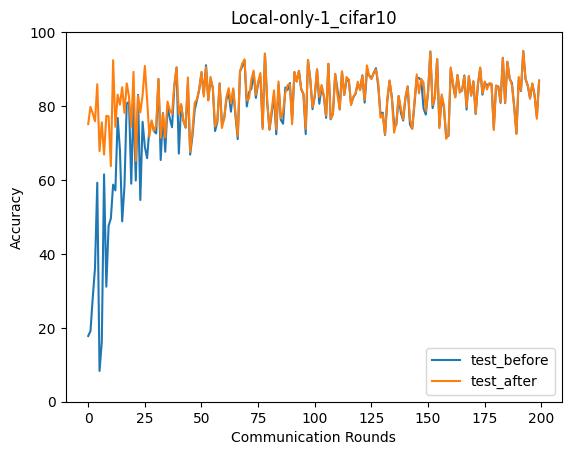 Local-only-1_cifar10
Accuracy
100
80
60
40
20
0
0 25 50 75 100 125 150 175 200
Communication Rounds
test_before
test_after